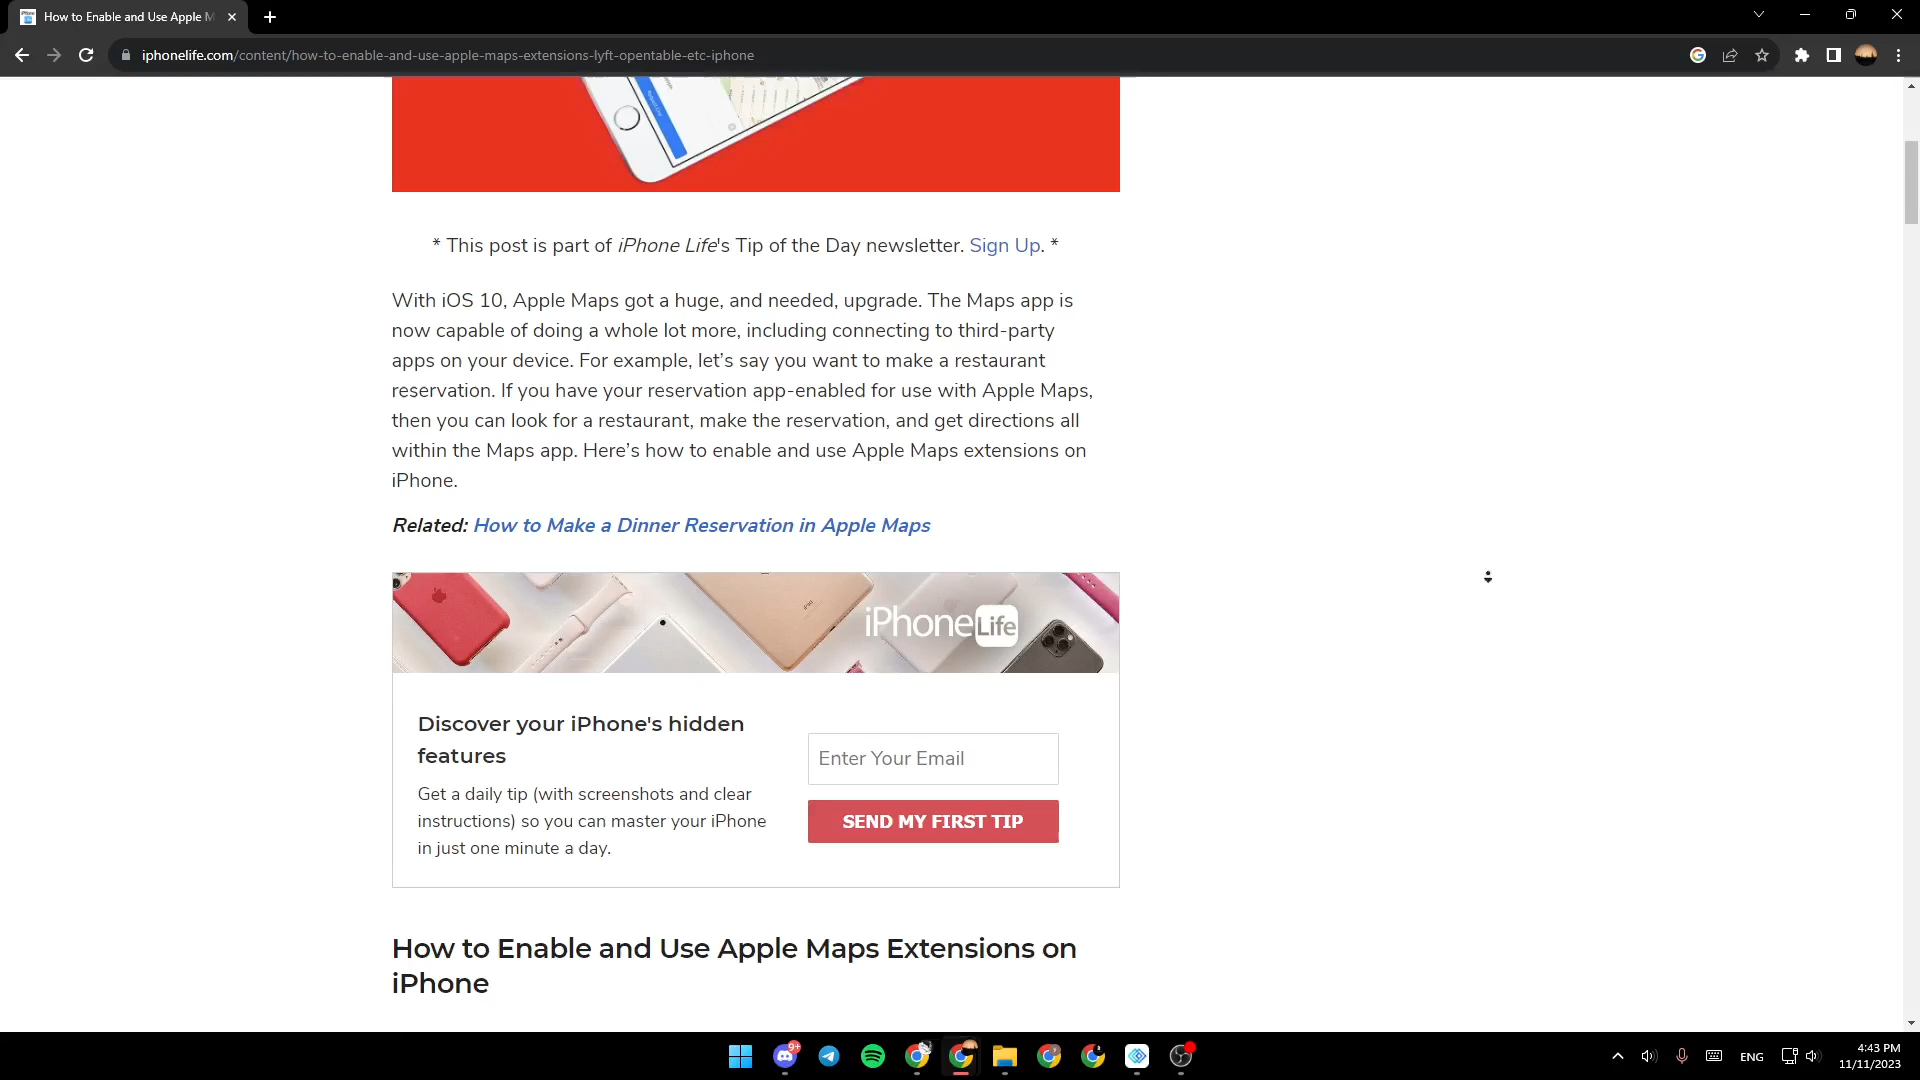 How to Enable and Use Apple M
iphonelife.com/content/how-to-enable-and-use-apple-maps-extensions-lyft-opentable-etc-iphone
* This post is part of iPhone Life's Tip of the Day newsletter. Sign Up. *
With iOS 10, Apple Maps got a huge, and needed, upgrade. The Maps app is
now capable of doing a whole lot more, including connecting to third-party
apps on your device. For example, let’s say you want to make a restaurant
reservation. If you have your reservation app-enabled for use with Apple Maps,
then you can look for a restaurant, make the reservation, and get directions all
within the Maps app. Here’s how to enable and use Apple Maps extensions on
iPhone.
Related: How to Make a Dinner Reservation in Apple Maps
iPhone Life
Discover your iPhone's hidden
features
Get a daily tip (with screenshots and clear
instructions) so you can master your iPhone
in just one minute a day.
Enter Your Email
SEND MY FIRST TIP
How to Enable and Use Apple Maps Extensions on
iPhone
9+
ENG
4:43 PM
11/11/2023